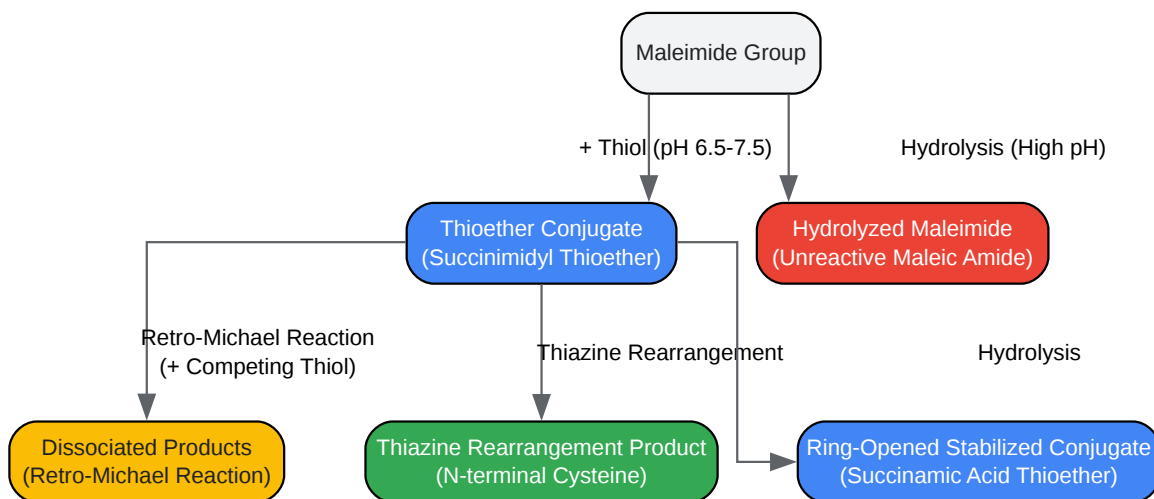 Maleimide Group
+ Thiol (pH 6.5-7.5)
Hydrolysis (High pH)
Thioether Conjugate
(Succinimidyl Thioether)
Hydrolyzed Maleimide
(Unreactive Maleic Amide)
Retro-Michael Reaction
(+ Competing Thiol)
Thiazine Rearrangement
Hydrolysis
Dissociated Products
(Retro-Michael Reaction)
Thiazine Rearrangement Product
(N-terminal Cysteine)
Ring-Opened Stabilized Conjugate
(Succinamic Acid Thioether)